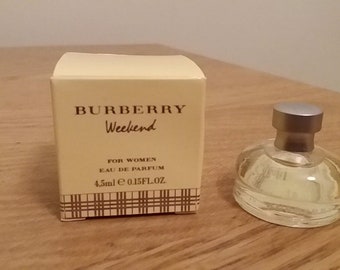 BURBERRY
Weekend
FOR WOMEN
EAU DE PARFUM
4,5ml ℮ 0.15FL.OZ.